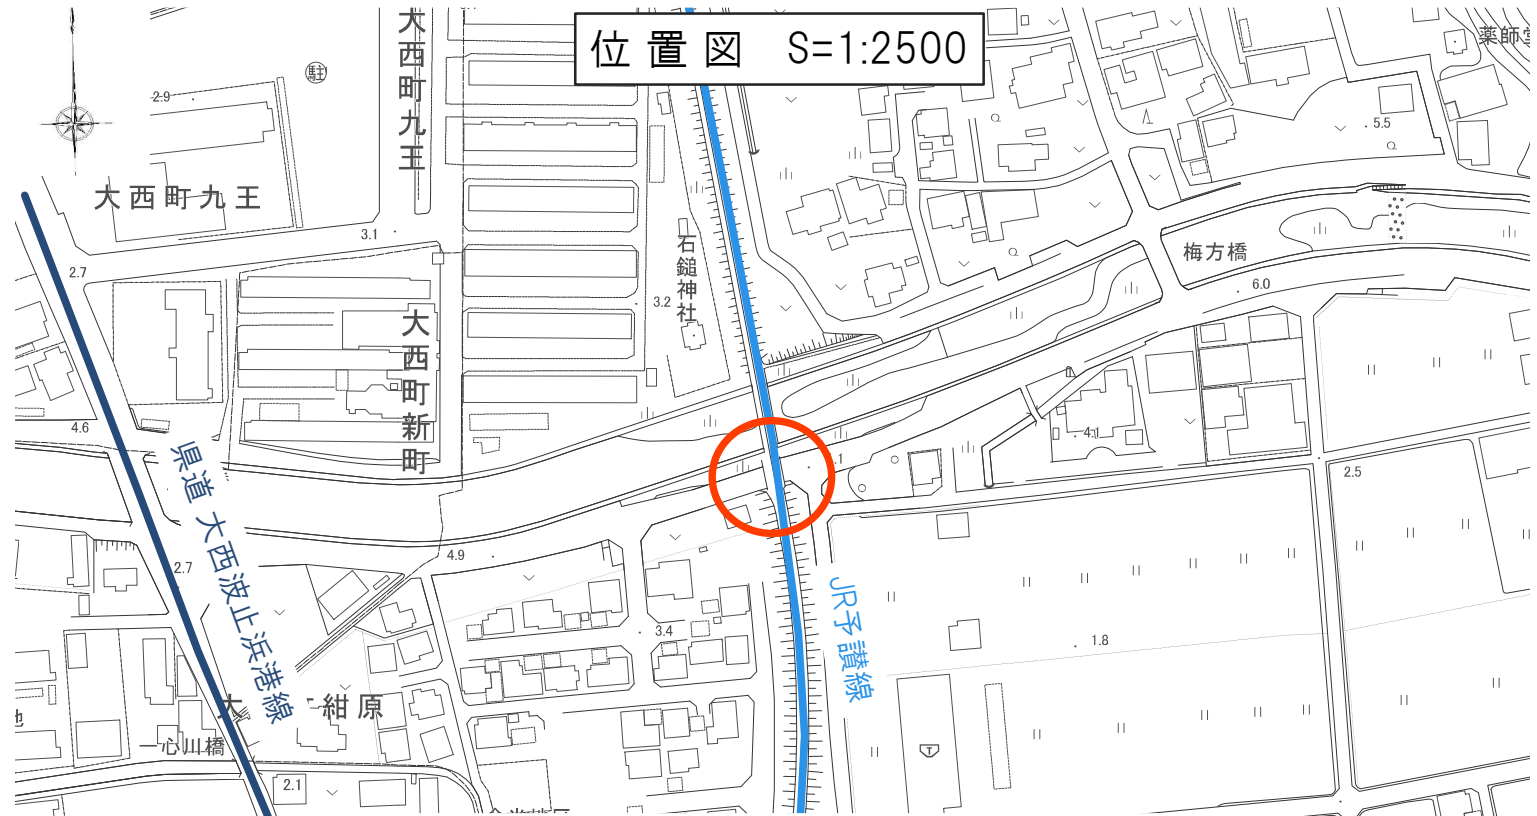 位置図 S=1:2500
大西町九王
駐
薬師堂
2.9
5.5
大西町九王
3.1
石鎚神社
梅方橋
2.7
6.0
3.2
大西町新町
4.6
4.1
県道 大西波止浜港線
2.5
4.9
2.7
JR予讃線
3.4
1.8
大
紺原
一心川橋
2.1